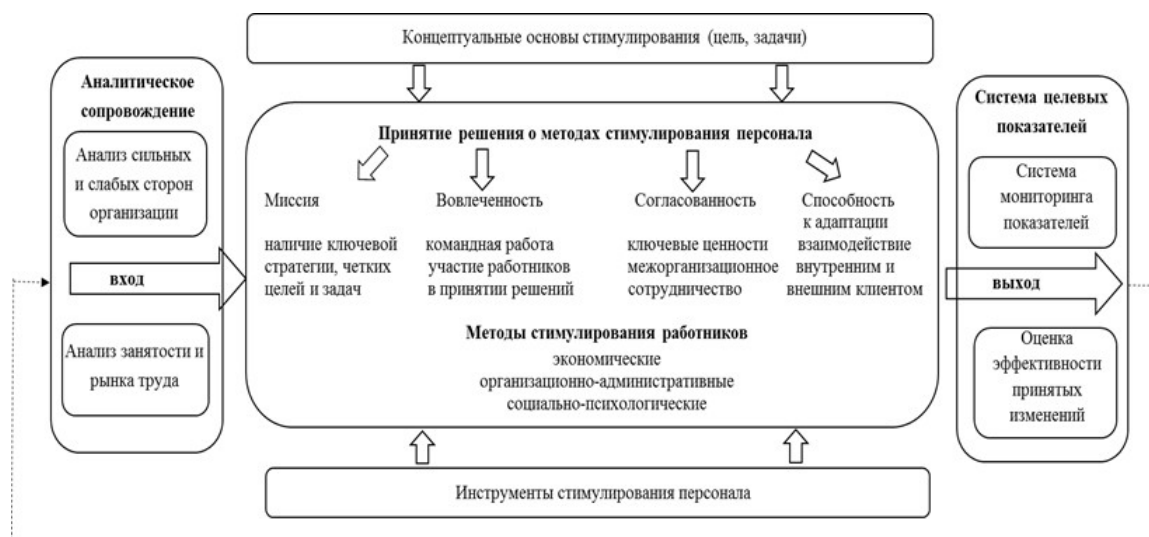 Концептуальные основы стимулирования (цель, задачи)
Аналитическое
сопровождение
Анализ сильных
и слабых сторон
организации
вход
Анализ занятости и
рынка труда
Принятие решения о методах стимулирования персонала
Миссия
наличие ключевой
стратегии, четких
целей и задач
Вовлеченность
командная работа
участие работников
в принятии решений
Согласованность
ключевые ценности
межорганизационное
сотрудничество
Способность
к адаптации
взаимодействие
внутренним и
внешним клиентом
Методы стимулирования работников
экономические
организационно-административные
социально-психологические
Система целевых
показателей
Система
мониторинга
показателей
выход
Оценка
эффективности
принятых
изменений
Инструменты стимулирования персонала